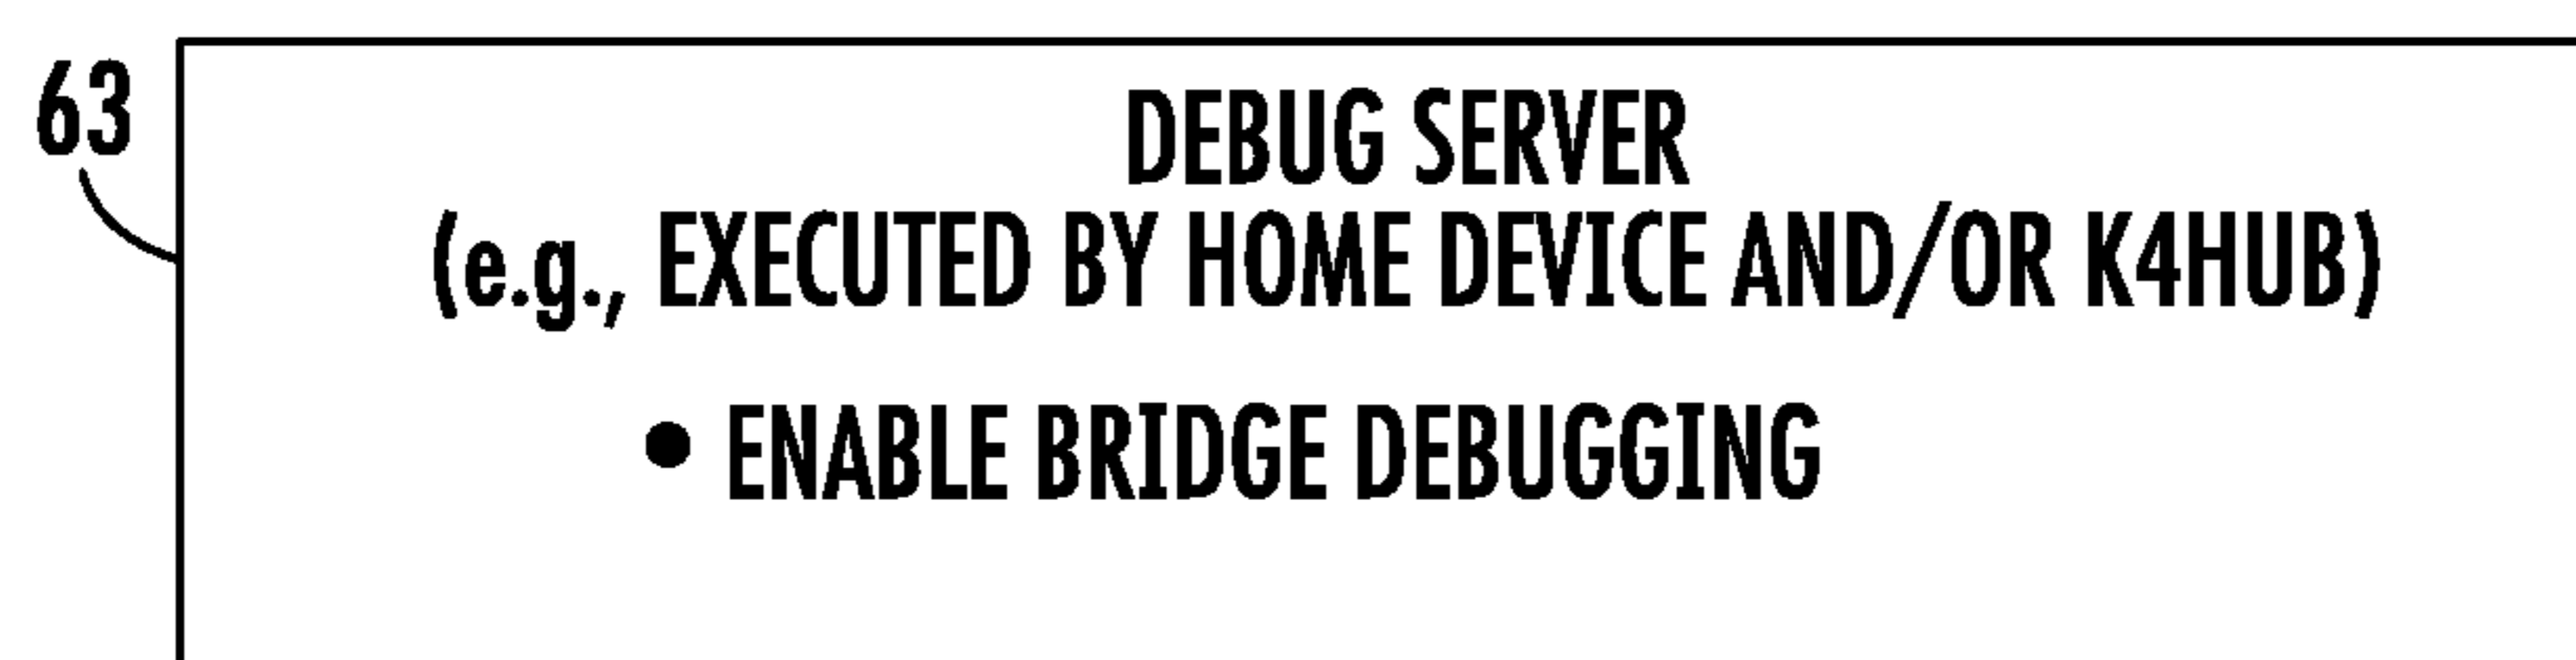 63
DEBUG SERVER
(e.g., EXECUTED BY HOME DEVICE AND/OR K4HUB)
• ENABLE BRIDGE DEBUGGING